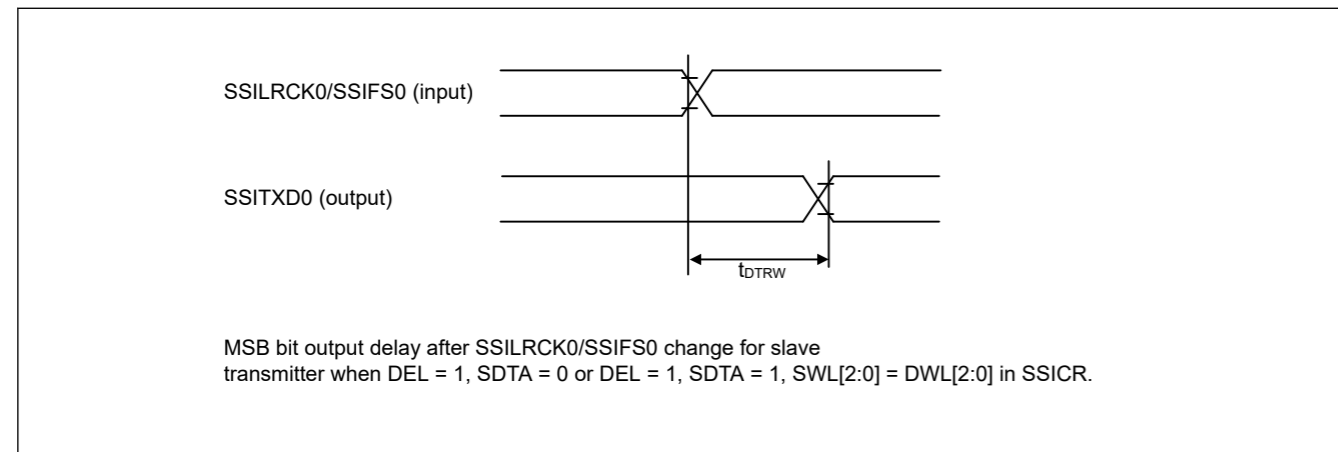 SSILRCK0/SSIFS0 (input)
SSITXD0 (output)
tDTRW
MSB bit output delay after SSILRCK0/SSIFS0 change for slave
transmitter when DEL = 1, SDTA = 0 or DEL = 1, SDTA = 1, SWL[2:0] = DWL[2:0] in SSICR.